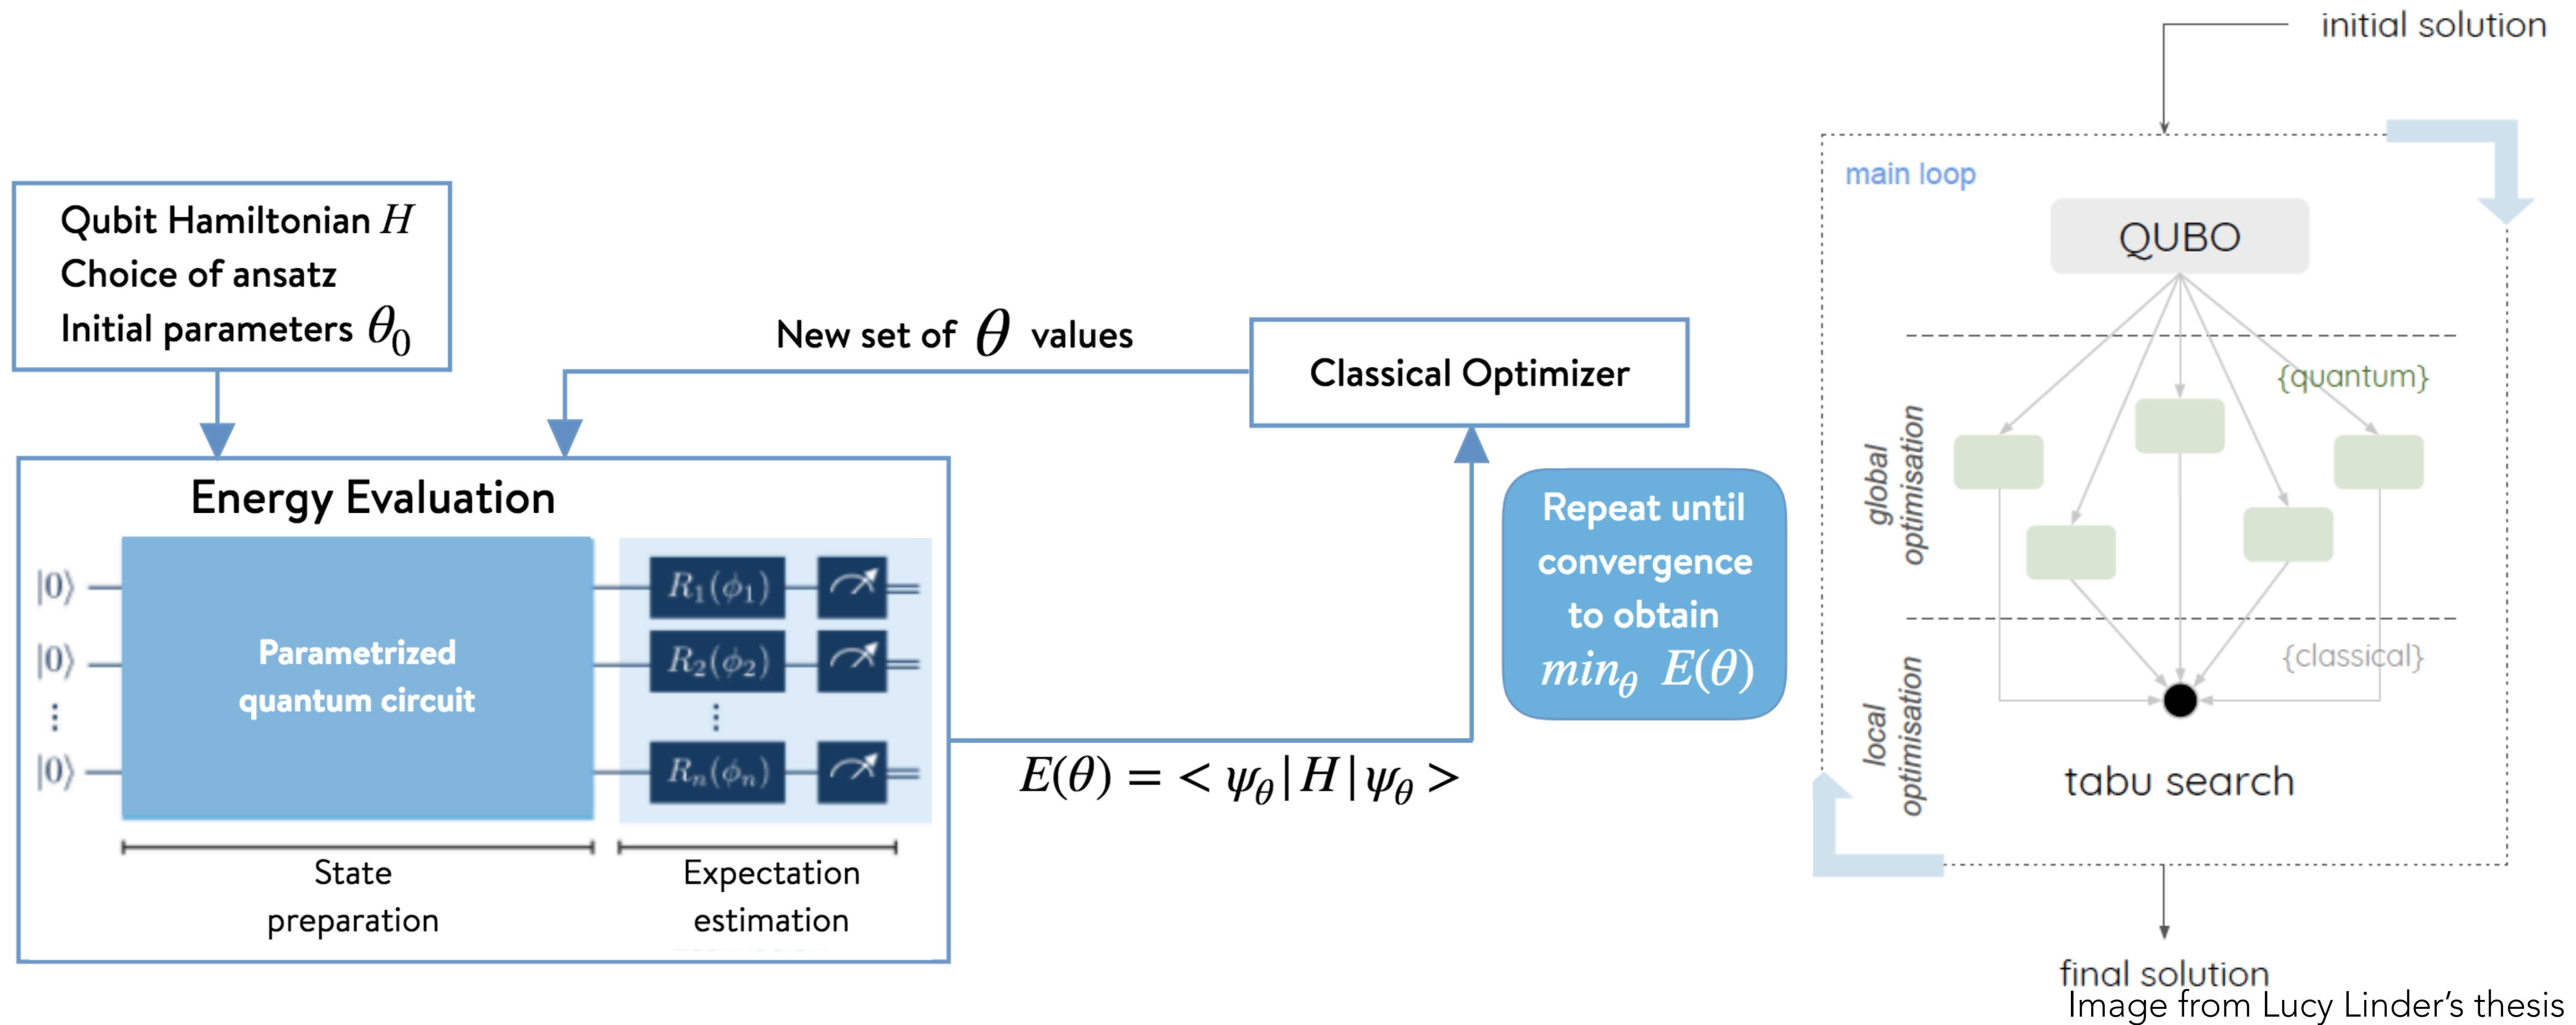 Qubit Hamiltonian H
Choice of ansatz
Initial parameters θ₀
New set of θ values
Classical Optimizer
Energy Evaluation
|0⟩
|0⟩
⋮
|0⟩
Parametrized
quantum circuit
R₁(ϕ₁)
R₂(ϕ₂)
⋮
Rₙ(ϕₙ)
State
preparation
Expectation
estimation
E(θ) = < ψ_θ | H | ψ_θ >
Repeat until
convergence
to obtain
min_θ E(θ)
initial solution
main loop
QUBO
{quantum}
global
optimisation
{classical}
local
optimisation
tabu search
final solution
Image from Lucy Linder's thesis